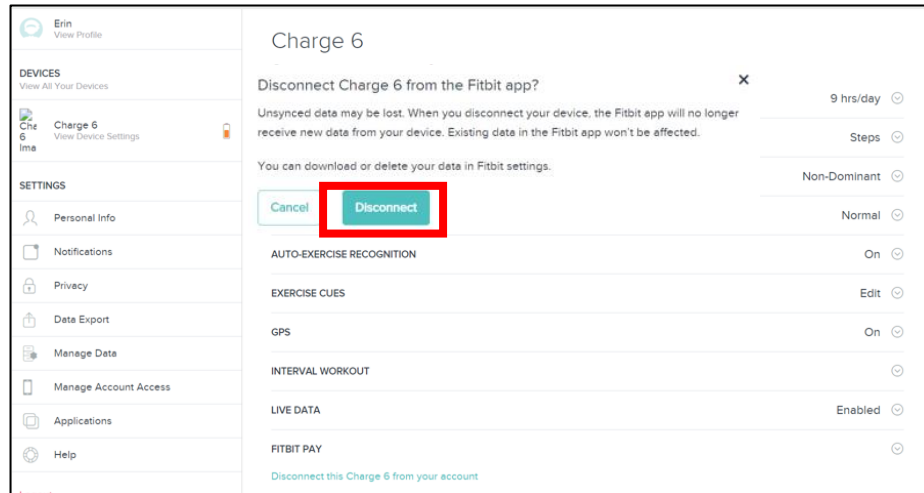 Erin
View Profile
DEVICES
View All Your Devices
Cha
6
Ima
Charge 6
View Device Settings
SETTINGS
Personal Info
Notifications
Privacy
Data Export
Manage Data
Manage Account Access
Applications
Help
Charge 6
Disconnect Charge 6 from the Fitbit app?
Unsynced data may be lost. When you disconnect your device, the Fitbit app will no longer
receive new data from your device. Existing data in the Fitbit app won't be affected.
You can download or delete your data in Fitbit settings.
Cancel
Disconnect
9 hrs/day
Steps
Non-Dominant
Normal
AUTO-EXERCISE RECOGNITION On
EXERCISE CUES Edit
GPS On
INTERVAL WORKOUT
LIVE DATA Enabled
FITBIT PAY
Disconnect this Charge 6 from your account